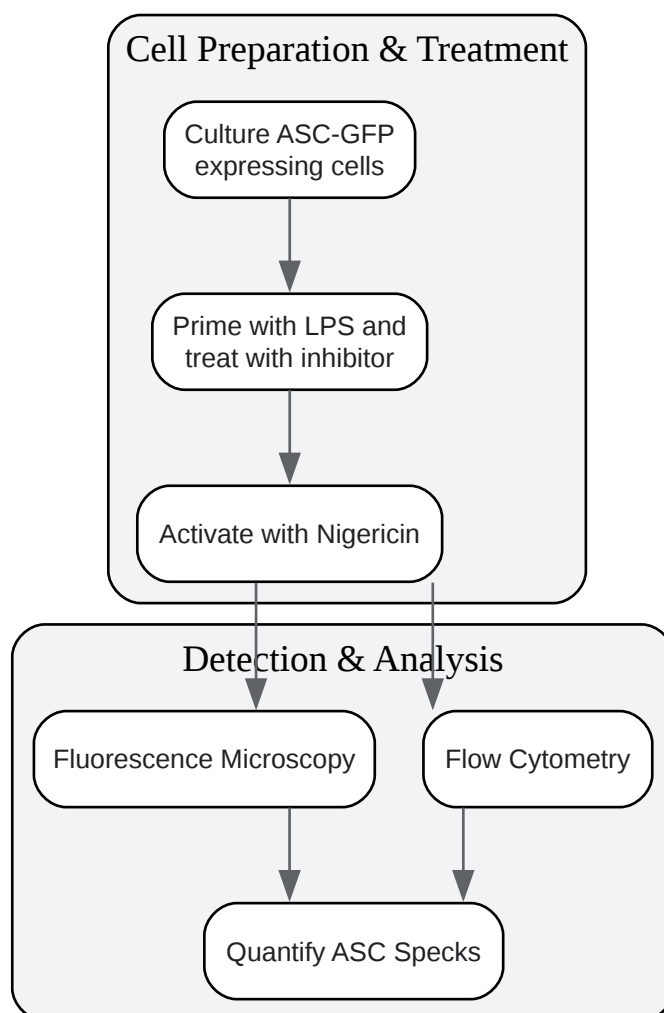 Cell Preparation & Treatment
Culture ASC-GFP
expressing cells
Prime with LPS and
treat with inhibitor
Activate with Nigericin
Detection & Analysis
Fluorescence Microscopy
Flow Cytometry
Quantify ASC Specks